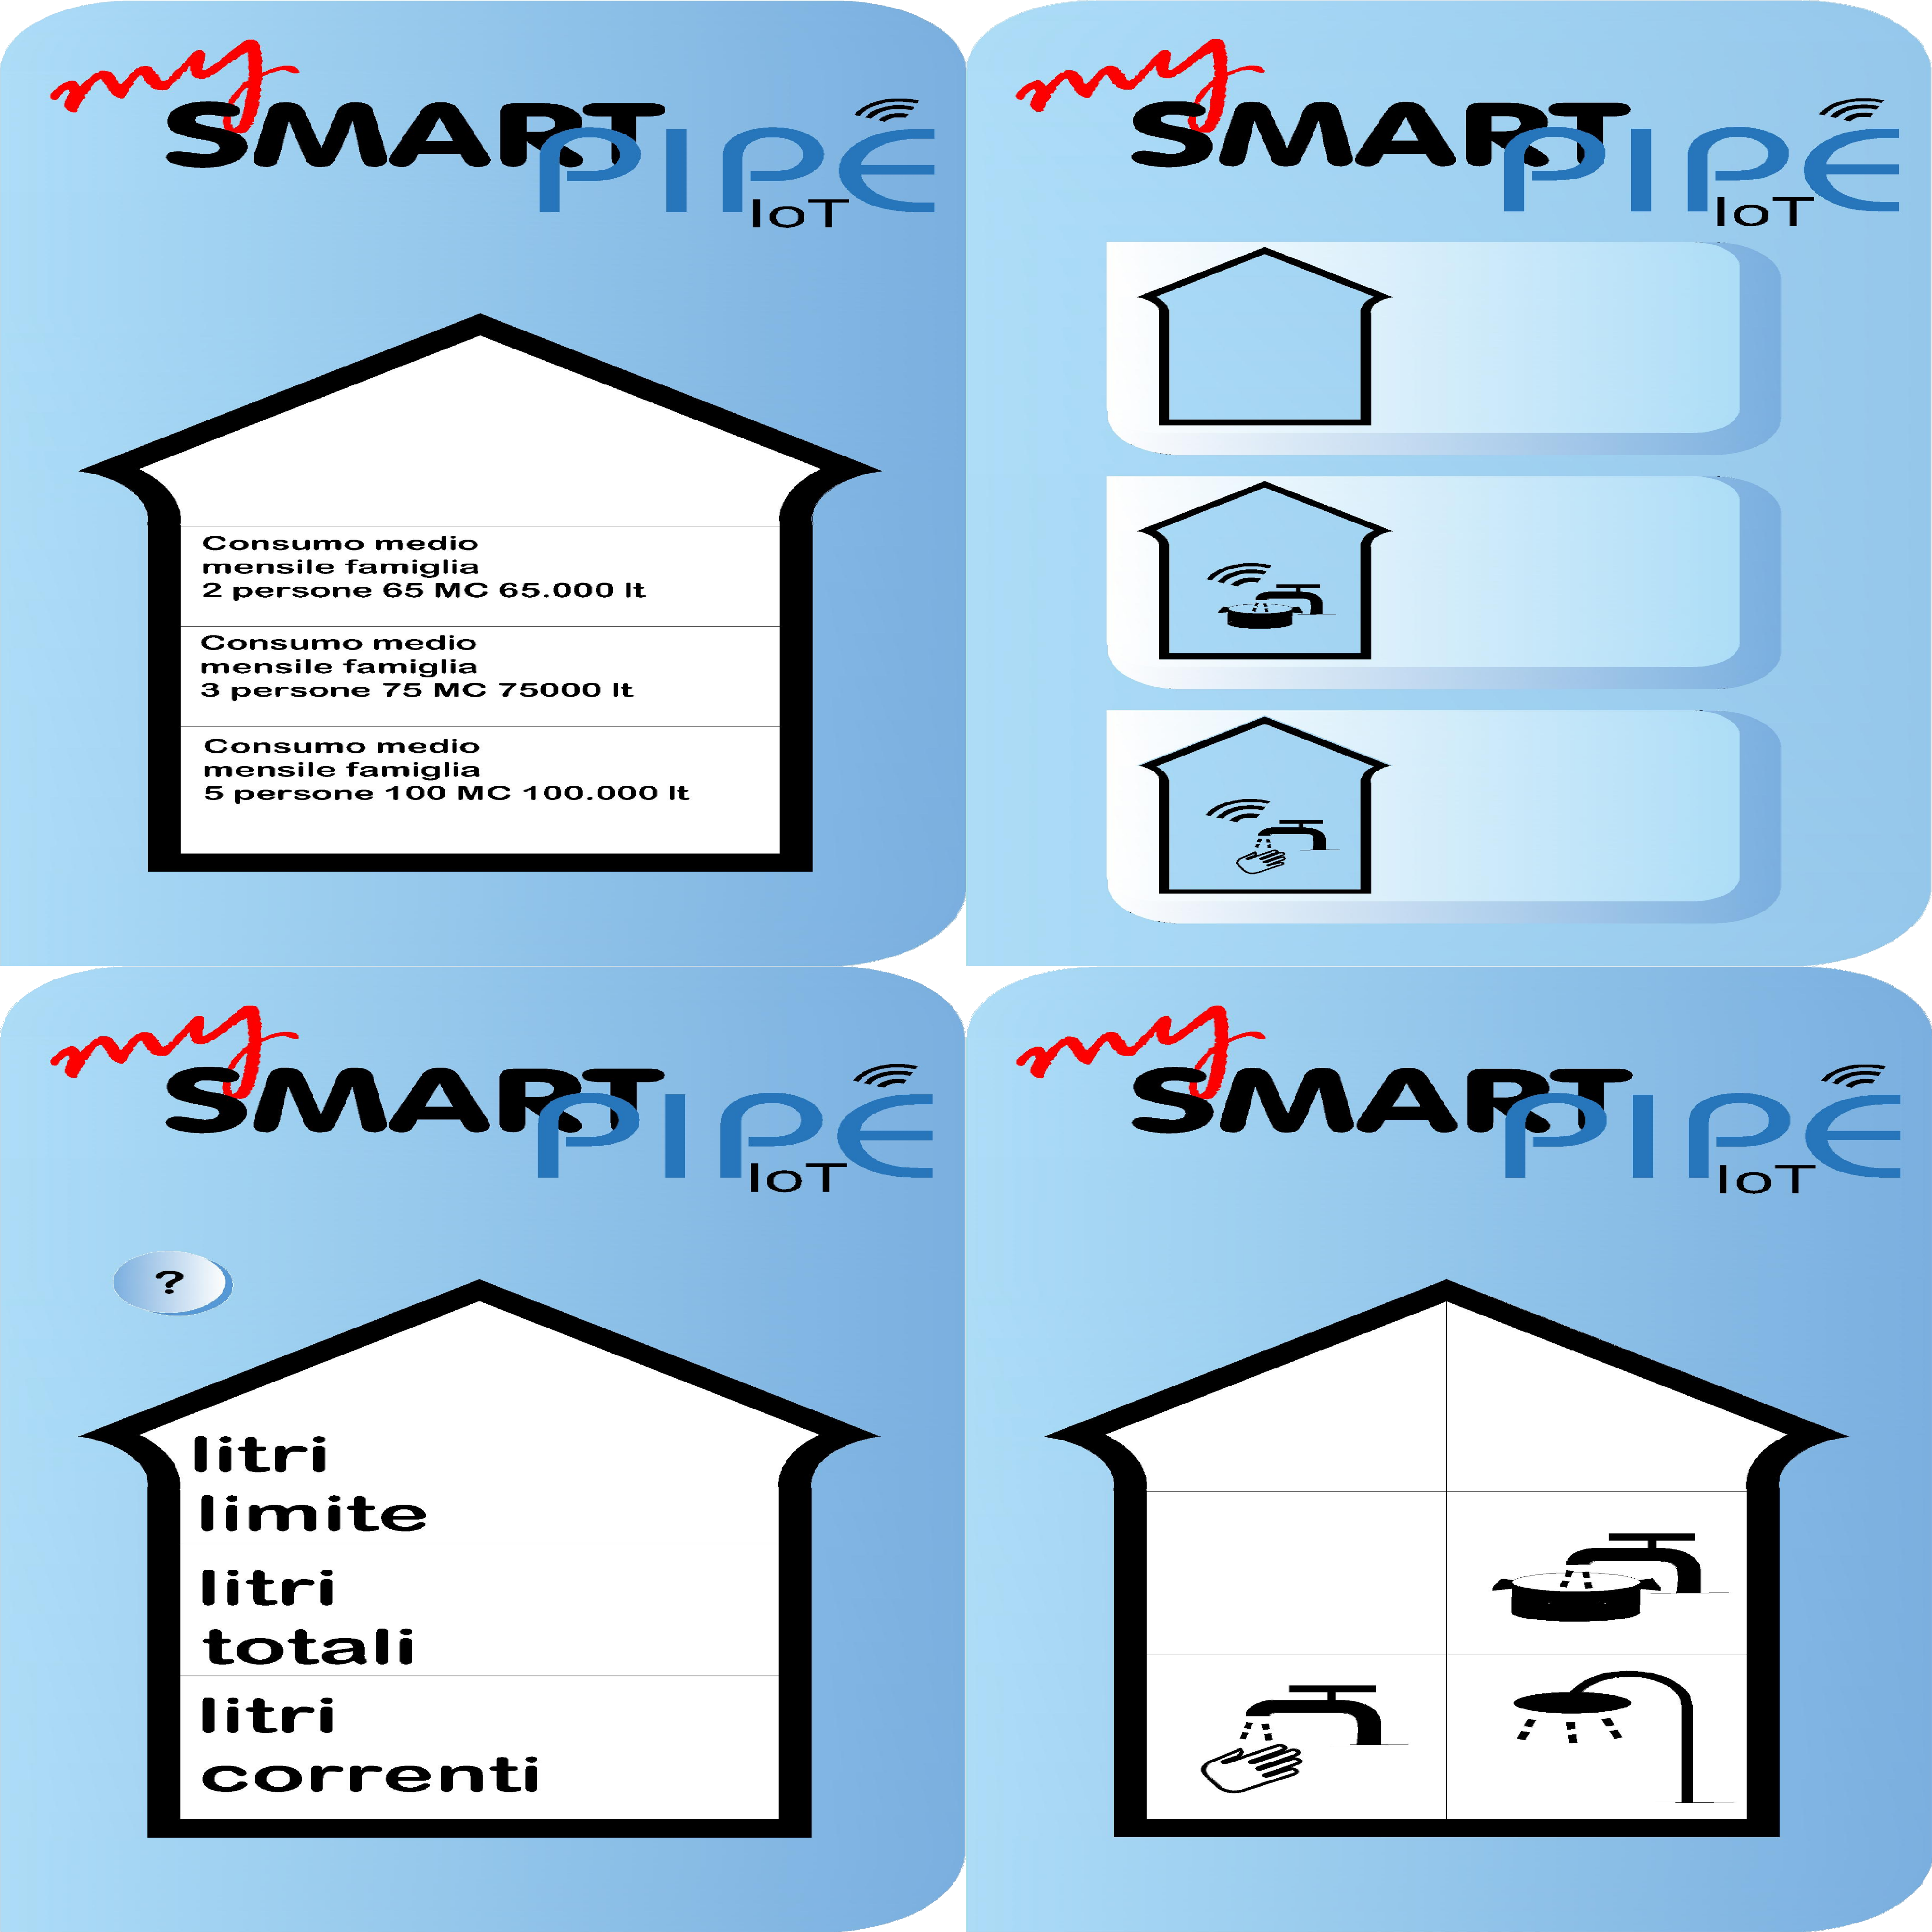 my
SMART
PIPE
IoT
Consumo medio
mensile famiglia
2 persone 65 MC 65.000 lt
Consumo medio
mensile famiglia
3 persone 75 MC 75000 lt
Consumo medio
mensile famiglia
5 persone 100 MC 100.000 lt
my
SMART
PIPE
IoT
my
SMART
PIPE
IoT
?
litri
limite
litri
totali
litri
correnti
my
SMART
PIPE
IoT